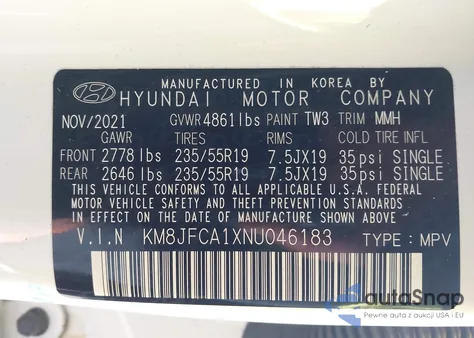 MANUFACTURED IN KOREA BY
HYUNDAI MOTOR COMPANY
NOV/2021 GVWR 4861lbs PAINT TW3 TRIM MMH
GAWR TIRES RIMS COLD TIRE INFL
FRONT 2778 lbs 235/55R19 7.5JX19 35psi SINGLE
REAR 2646 lbs 235/55R19 7.5JX19 35psi SINGLE
THIS VEHICLE CONFORMS TO ALL APPLICABLE U.S.A. FEDERAL
MOTOR VEHICLE SAFETY, BUMPER, AND THEFT PREVENTION
STANDARDS IN EFFECT ON THE DATE OF MANUFACTURE SHOWN ABOVE.
V.I.N KM8JFCA1XNU046183 TYPE : MPV
autoSnap
Pewne auta z aukcji USA i EU